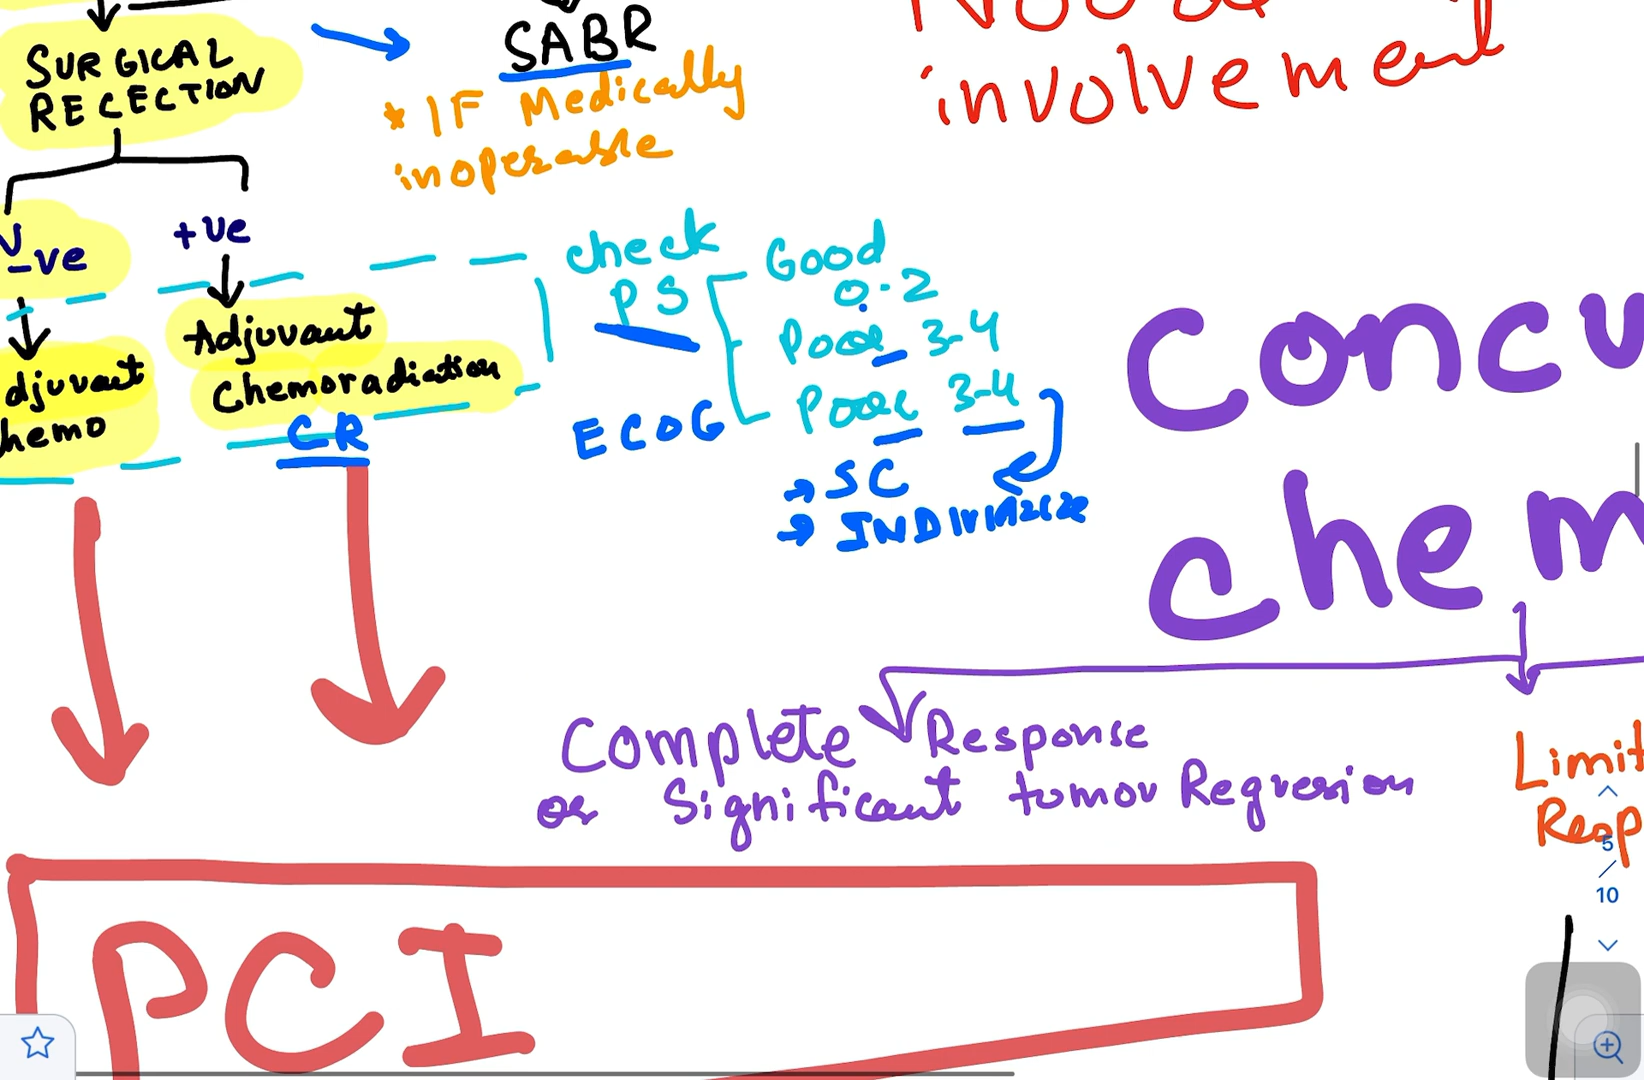 SURGICAL
RECECTION
SABR
* IF Medically
inoperable
involvement
-ve
+ve
Adjuvant
Chemoradiation
CR
djuvant
hemo
check
PS
ECOG
Good
0-2
Poor 3-4
Poor 3-4
→ SC
→
Concu
chem
Complete Response
or Significant tumor Regression
Limit
Resp
5
/
10
PCI